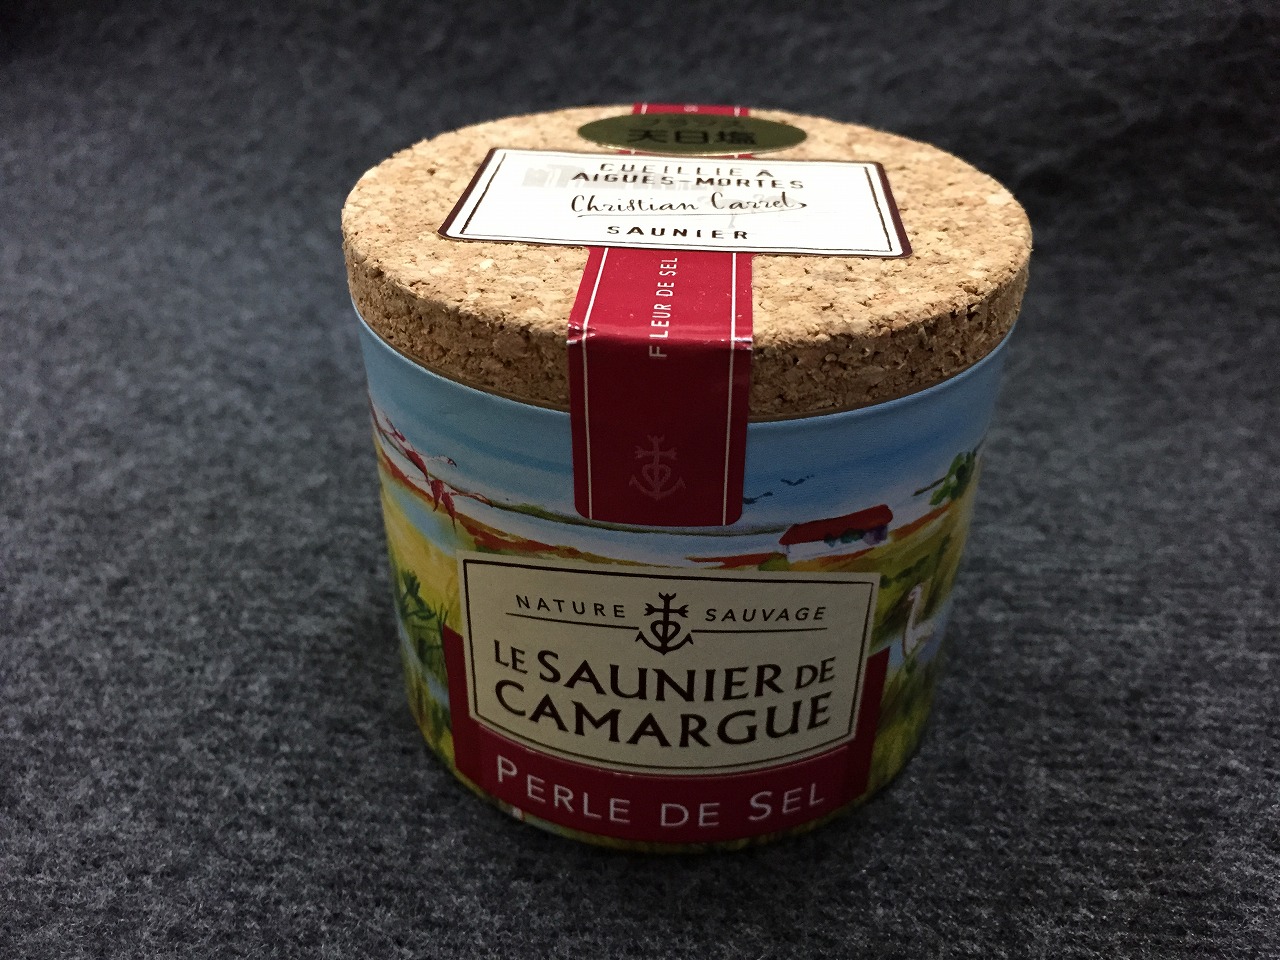 天日塩
CUEILLIE A
AIGUES-MORTES
Christian Carrel
SAUNIER
FLEUR DE SEL
NATURE SAUVAGE
LE SAUNIER DE
CAMARGUE
PERLE DE SEL